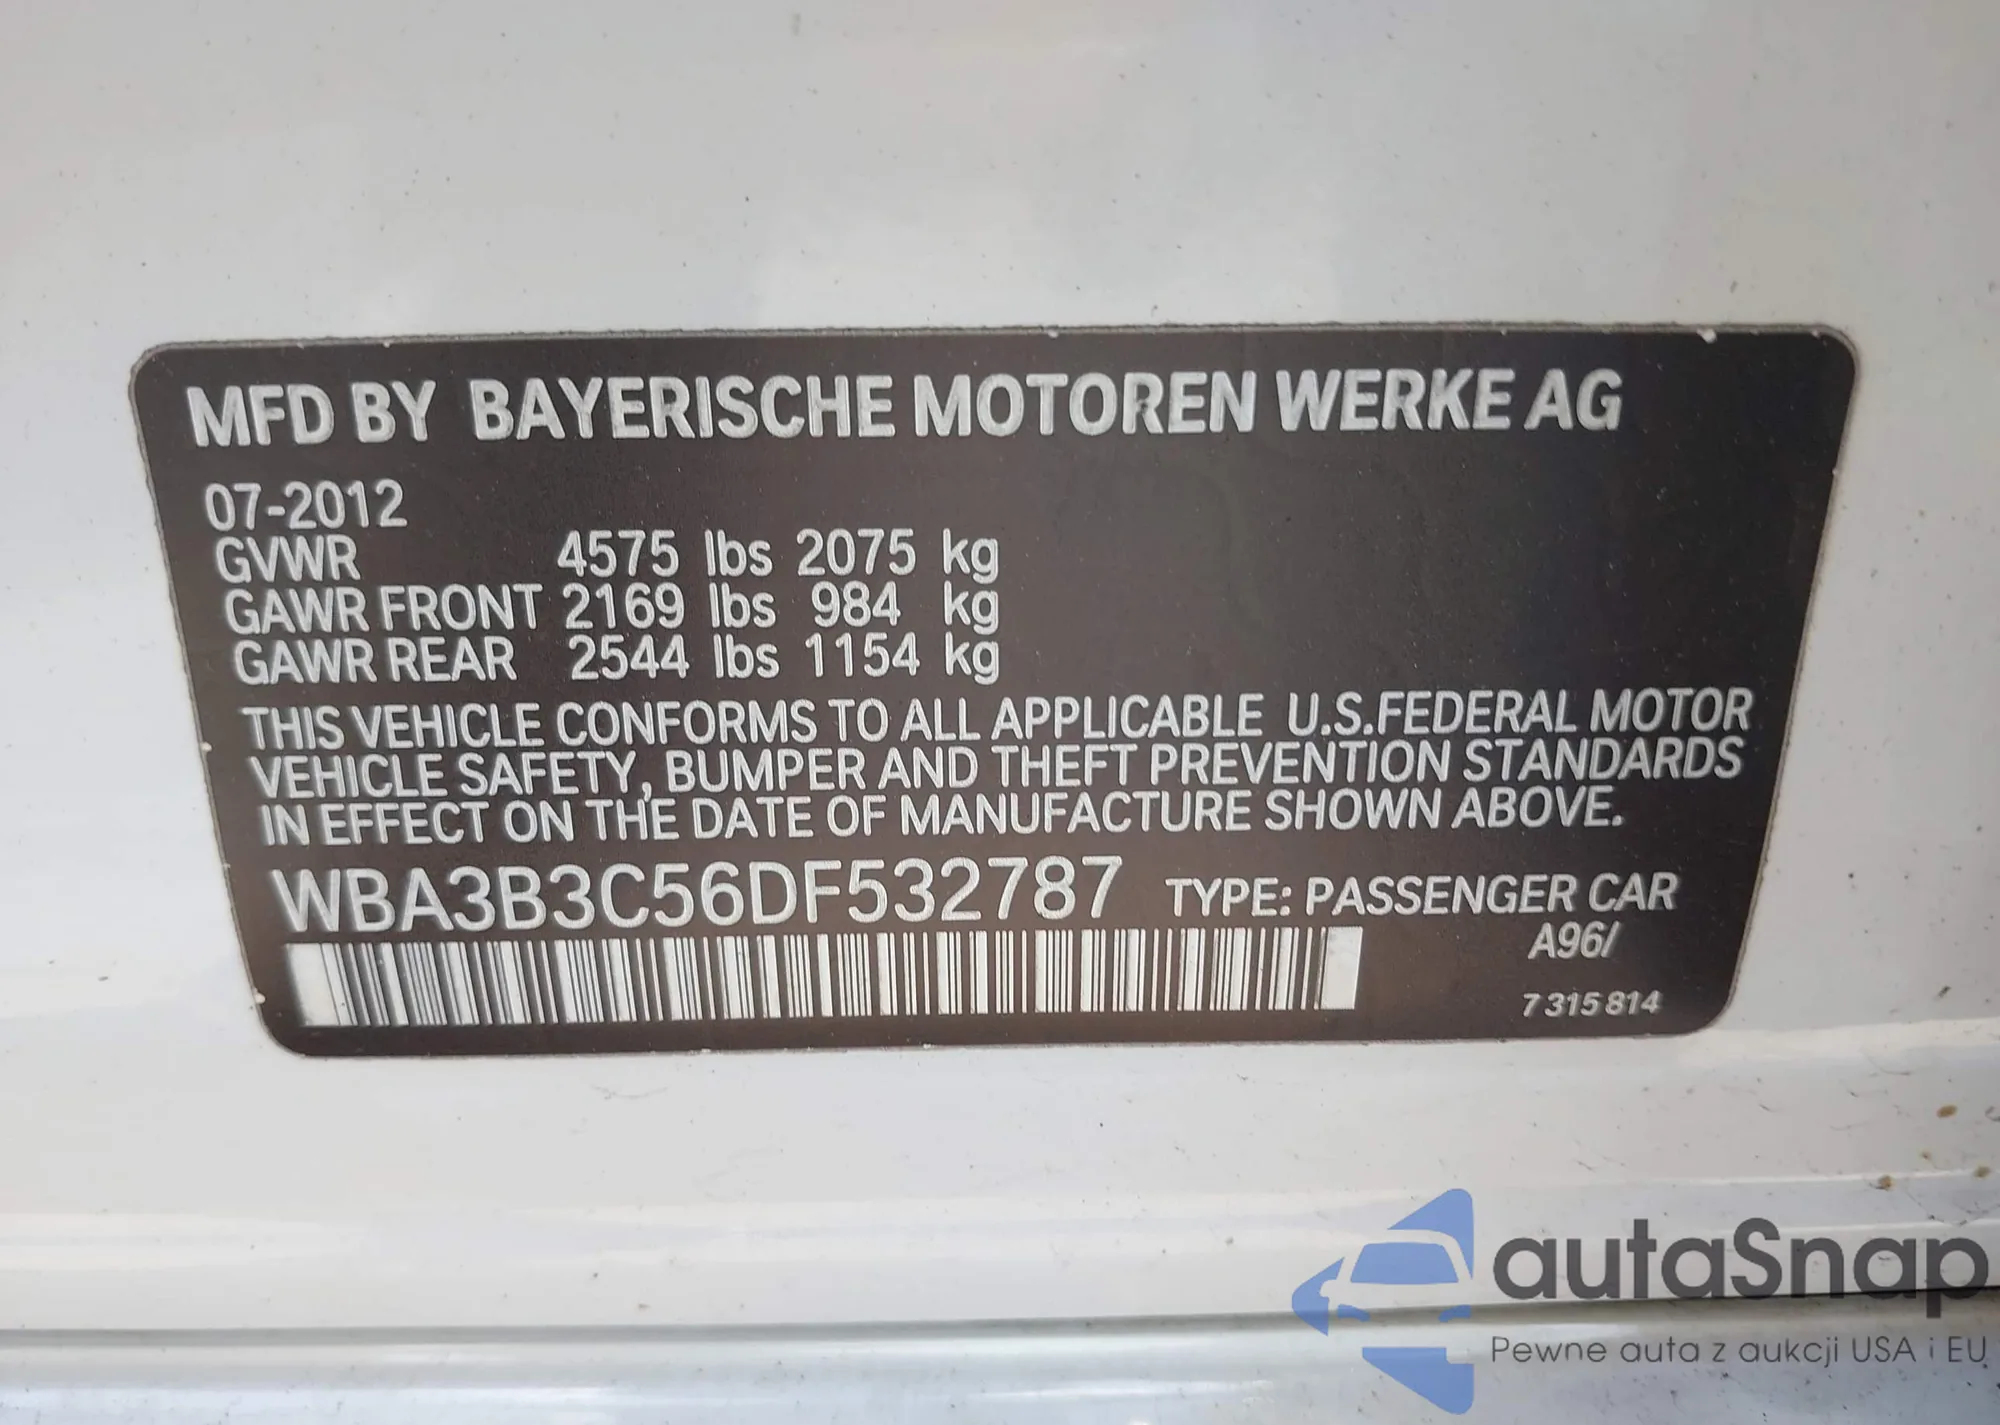 MFD BY BAYERISCHE MOTOREN WERKE AG
07-2012
GVWR 4575 lbs 2075 kg
GAWR FRONT 2169 lbs 984 kg
GAWR REAR 2544 lbs 1154 kg
THIS VEHICLE CONFORMS TO ALL APPLICABLE U.S.FEDERAL MOTOR
VEHICLE SAFETY, BUMPER AND THEFT PREVENTION STANDARDS
IN EFFECT ON THE DATE OF MANUFACTURE SHOWN ABOVE.
WBA3B3C56DF532787 TYPE: PASSENGER CAR
A96/
7 315 814
autaSnap
Pewne auta z aukcji USA i EU